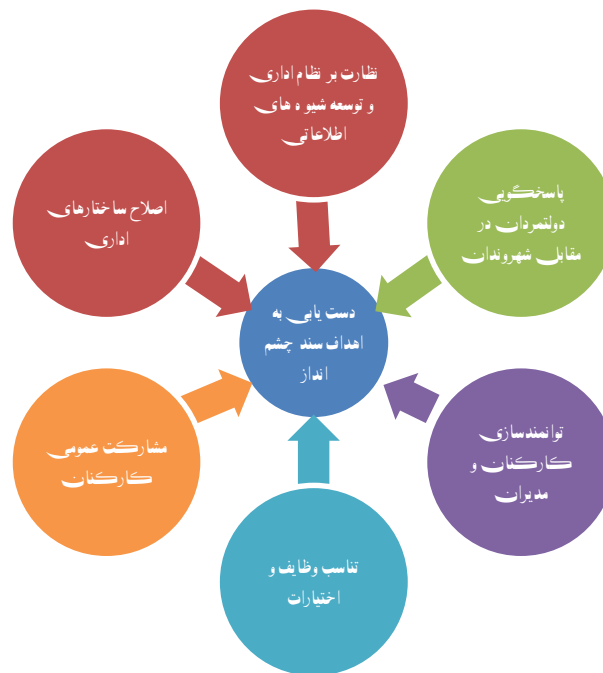 نظارت بر نظام اداری
و توسعه شیوه های
اطلاعاتی
پاسخگویی
دولتمردان در
مقابل شهروندان
اصلاح ساختارهای
اداری
دست یابی به
اهداف سند چشم
انداز
توانمندسازی
کارکنان و
مدیران
مشارکت عمومی
کارکنان
تناسب وظایف و
اختیارات